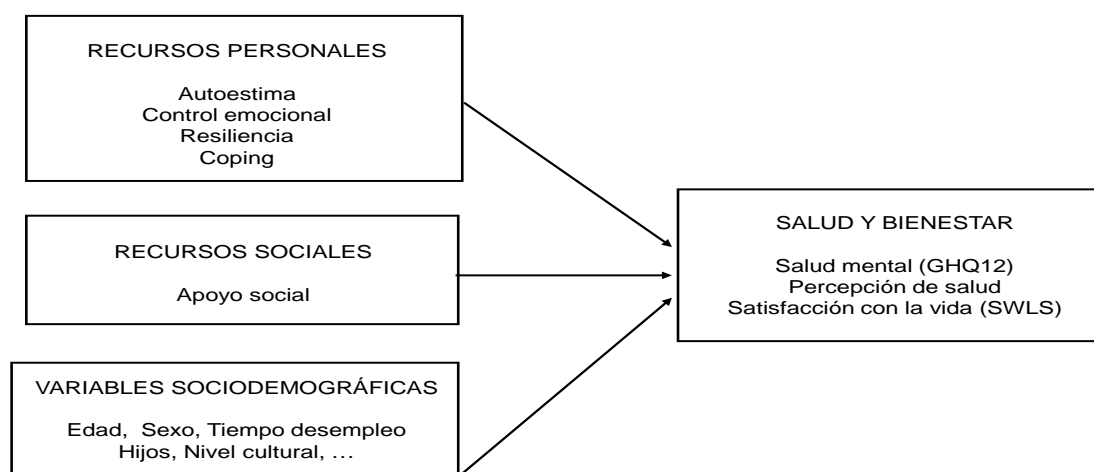 RECURSOS PERSONALES
Autoestima
Control emocional
Resiliencia
Coping
RECURSOS SOCIALES
Apoyo social
VARIABLES SOCIODEMOGRÁFICAS
Edad, Sexo, Tiempo desempleo
Hijos, Nivel cultural, …
SALUD Y BIENESTAR
Salud mental (GHQ12)
Percepción de salud
Satisfacción con la vida (SWLS)